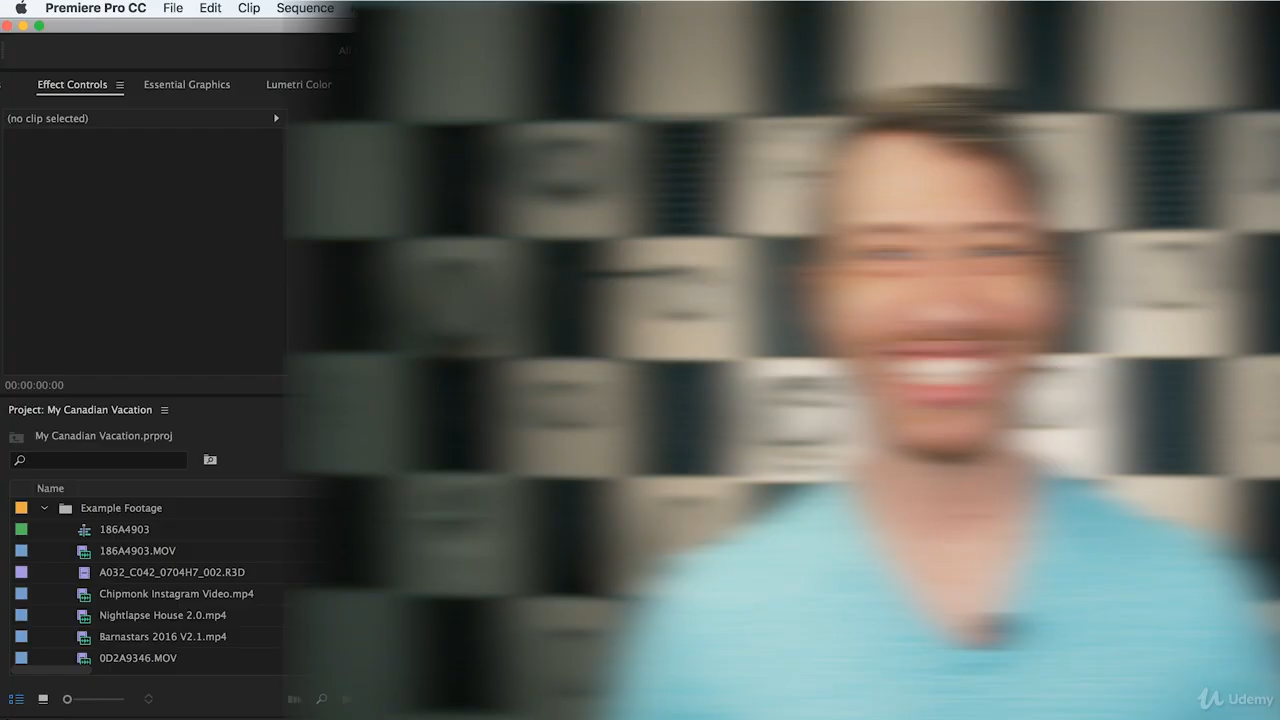 Premiere Pro CC File Edit Clip Sequence
Effect Controls Essential Graphics Lumetri Color
(no clip selected)
00:00:00:00
Project: My Canadian Vacation
My Canadian Vacation.prproj
Name
Example Footage
186A4903
186A4903.MOV
A032_C042_0704H7_002.R3D
Chipmonk Instagram Video.mp4
Nightlapse House 2.0.mp4
Barnastars 2016 V2.1.mp4
0D2A9346.MOV
Udemy